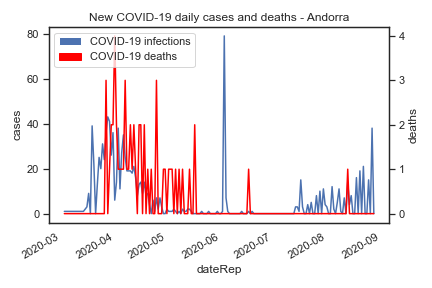 New COVID-19 daily cases and deaths - Andorra
COVID-19 infections
COVID-19 deaths
80
60
40
20
0
cases
4
3
2
1
0
deaths
2020-03
2020-04
2020-05
2020-06
2020-07
2020-08
2020-09
dateRep